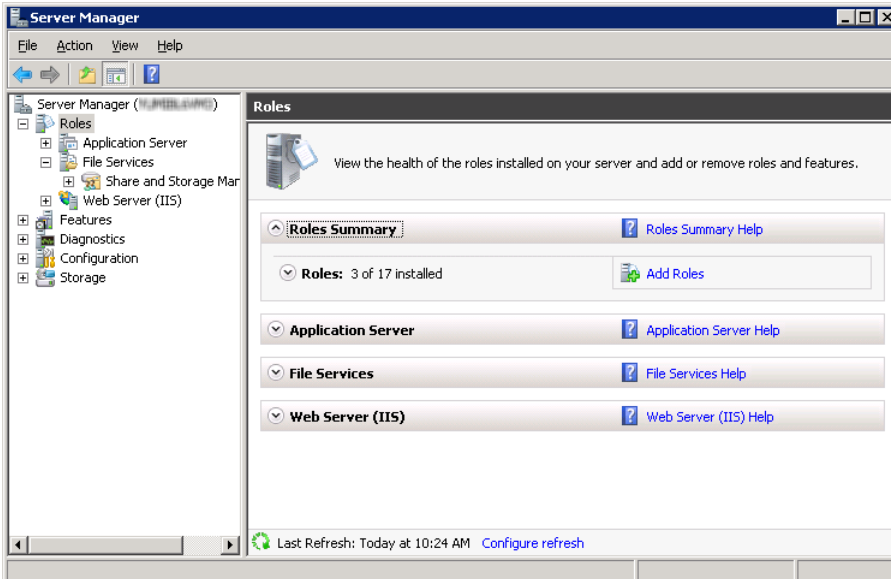 Server Manager
File Action View Help
Server Manager ( )
Roles
Application Server
File Services
Share and Storage Mar
Web Server (IIS)
Features
Diagnostics
Configuration
Storage
Roles
View the health of the roles installed on your server and add or remove roles and features.
Roles Summary
Roles Summary Help
Roles: 3 of 17 installed
Add Roles
Application Server
Application Server Help
File Services
File Services Help
Web Server (IIS)
Web Server (IIS) Help
Last Refresh: Today at 10:24 AM Configure refresh